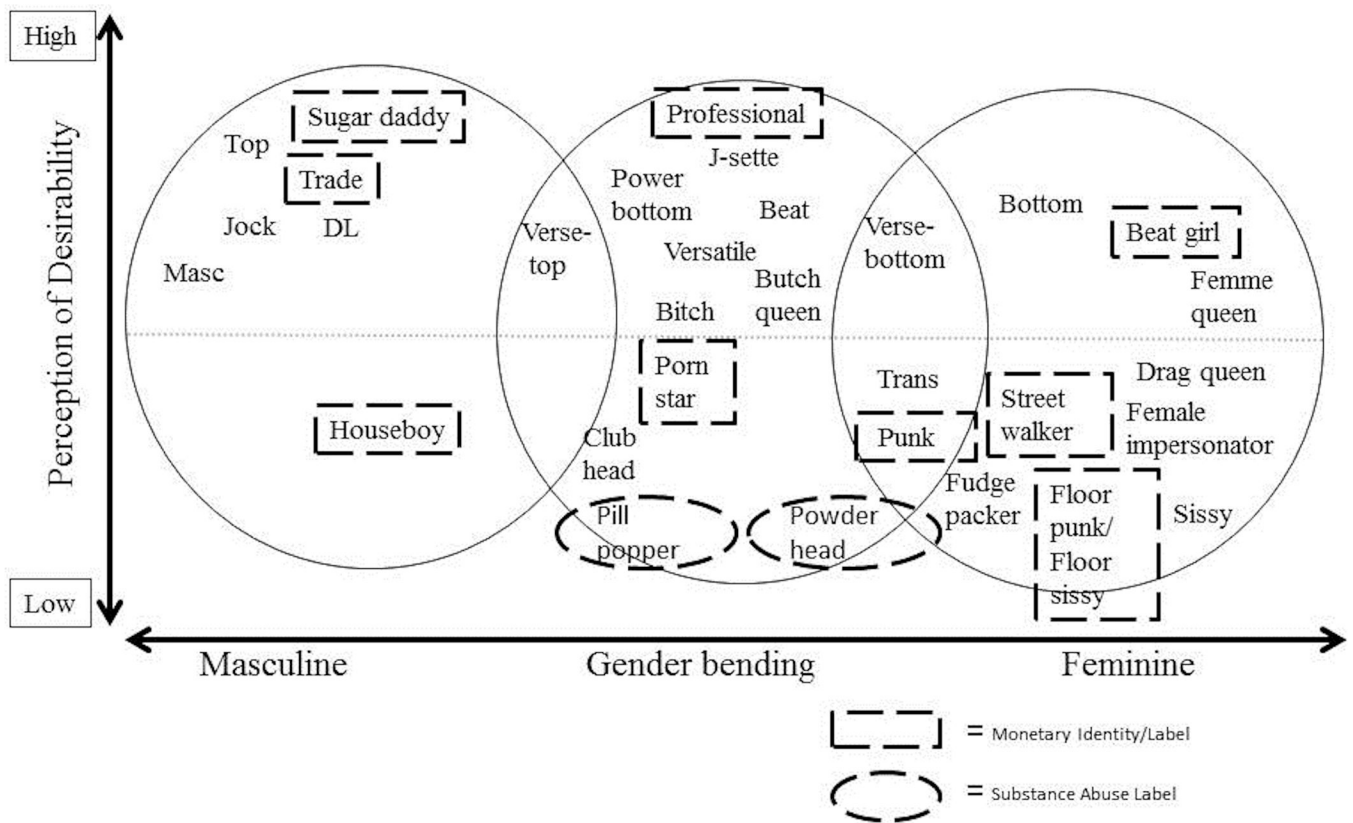 High
Perception of Desirability
Low
Sugar daddy
Top
Trade
Jock
DL
Masc
Houseboy
Verse-
top
Professional
J-sette
Power
bottom
Beat
Versatile
Butch
queen
Bitch
Porn
star
Club
head
Pill
popper
Powder
head
Verse-
bottom
Trans
Punk
Bottom
Beat girl
Femme
queen
Drag queen
Street
walker
Female
impersonator
Fudge
packer
Floor
punk/
Floor
sissy
Sissy
Masculine
Gender bending
Feminine
= Monetary Identity/Label
= Substance Abuse Label